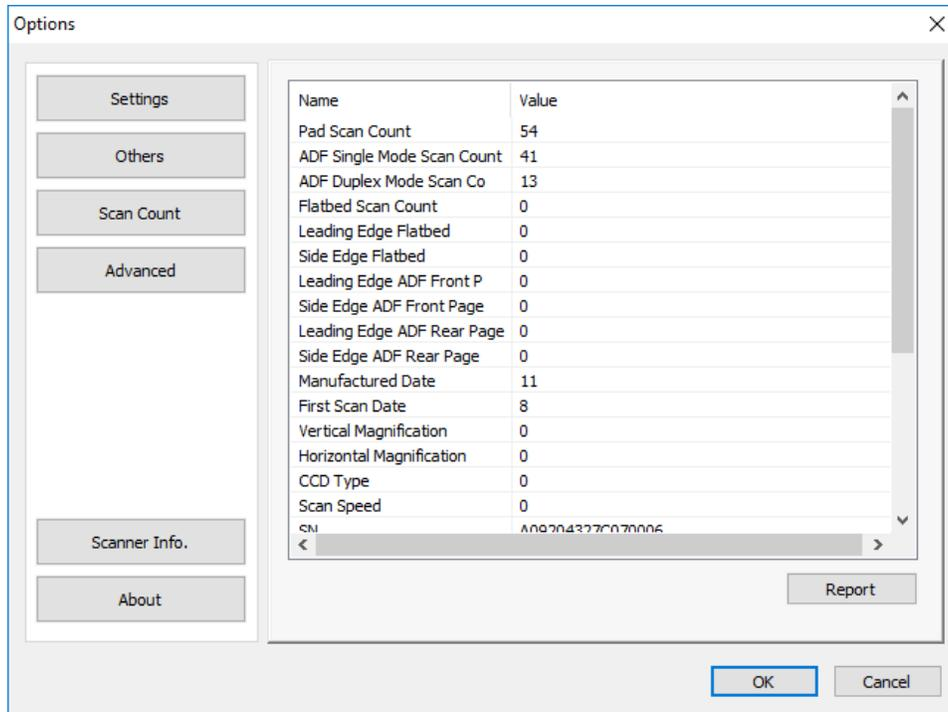 Options
Settings
Others
Scan Count
Advanced
Scanner Info.
About
Name Value
Pad Scan Count 54
ADF Single Mode Scan Count 41
ADF Duplex Mode Scan Co 13
Flatbed Scan Count 0
Leading Edge Flatbed 0
Side Edge Flatbed 0
Leading Edge ADF Front P 0
Side Edge ADF Front Page 0
Leading Edge ADF Rear Page 0
Side Edge ADF Rear Page 0
Manufactured Date 11
First Scan Date 8
Vertical Magnification 0
Horizontal Magnification 0
CCD Type 0
Scan Speed 0
SN A09204327C070006
Report
OK Cancel